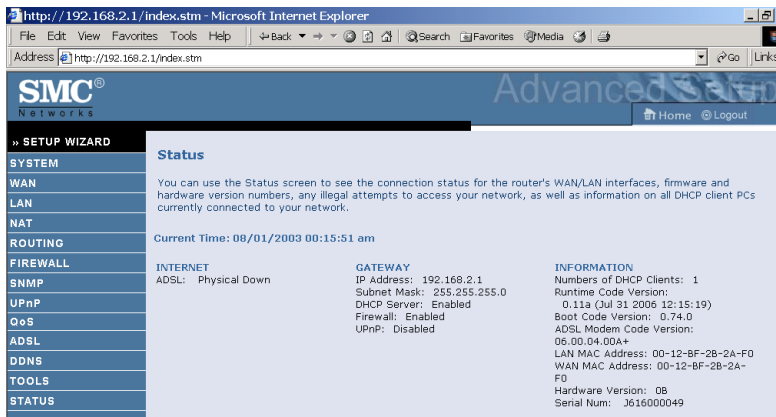 http://192.168.2.1/index.stm - Microsoft Internet Explorer
File Edit View Favorites Tools Help Back Search Favorites Media
Address http://192.168.2.1/index.stm Go Links
SMC®
Networks
Advanced Setup
Home Logout
» SETUP WIZARD
SYSTEM
WAN
LAN
NAT
ROUTING
FIREWALL
SNMP
UPnP
QoS
ADSL
DDNS
TOOLS
STATUS
Status
You can use the Status screen to see the connection status for the router's WAN/LAN interfaces, firmware and
hardware version numbers, any illegal attempts to access your network, as well as information on all DHCP client PCs
currently connected to your network.
Current Time: 08/01/2003 00:15:51 am
INTERNET
ADSL: Physical Down
GATEWAY
IP Address: 192.168.2.1
Subnet Mask: 255.255.255.0
DHCP Server: Enabled
Firewall: Enabled
UPnP: Disabled
INFORMATION
Numbers of DHCP Clients: 1
Runtime Code Version:
0.11a (Jul 31 2006 12:15:19)
Boot Code Version: 0.74.0
ADSL Modem Code Version:
06.00.04.00A+
LAN MAC Address: 00-12-BF-2B-2A-F0
WAN MAC Address: 00-12-BF-2B-2A-
F0
Hardware Version: 0B
Serial Num: J616000049